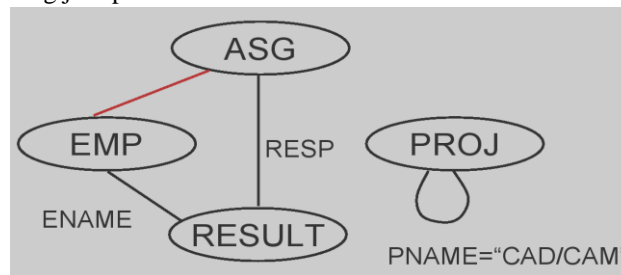 ASG
EMP
RESP
PROJ
ENAME
RESULT
PNAME="CAD/CAM"